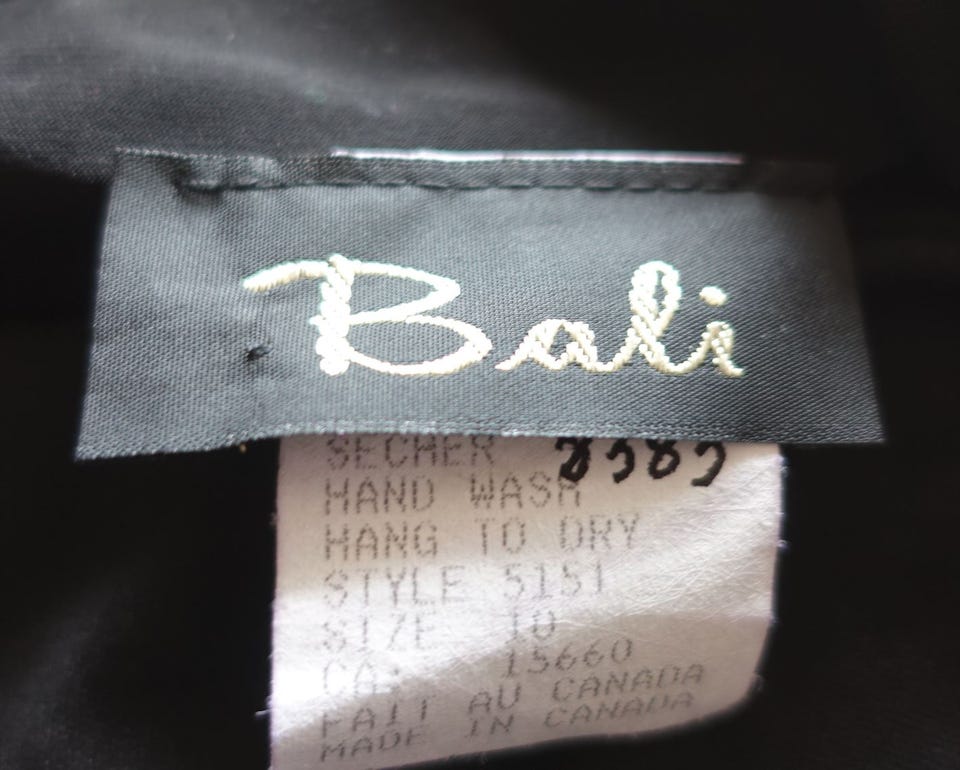 Bali
SECHER
HAND WASH
HANG TO DRY
STYLE 5151
SIZE 10
CA: 15660
FAIT AU CANADA
MADE IN CANADA